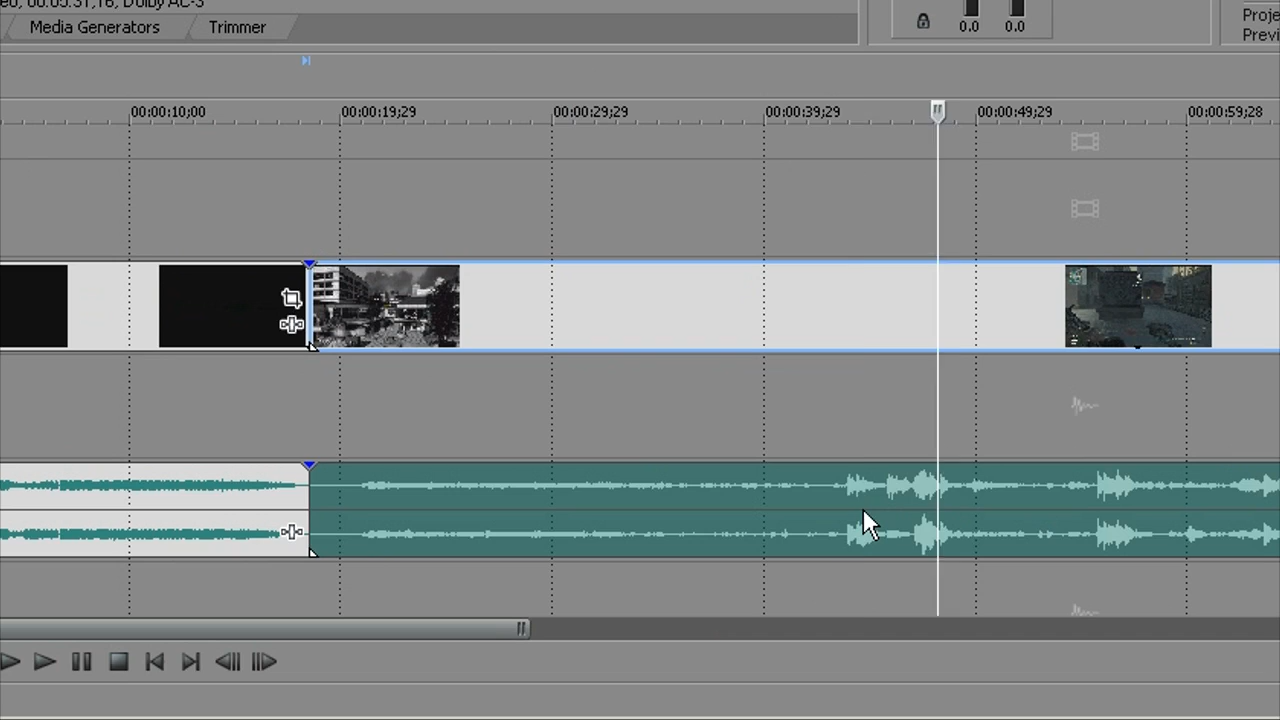 eo, 00:05:31;16, Dolby AC-3
Media Generators
Trimmer
0.0
0.0
Proje
Previ
00:00:10;00
00:00:19;29
00:00:29;29
00:00:39;29
00:00:49;29
00:00:59;28